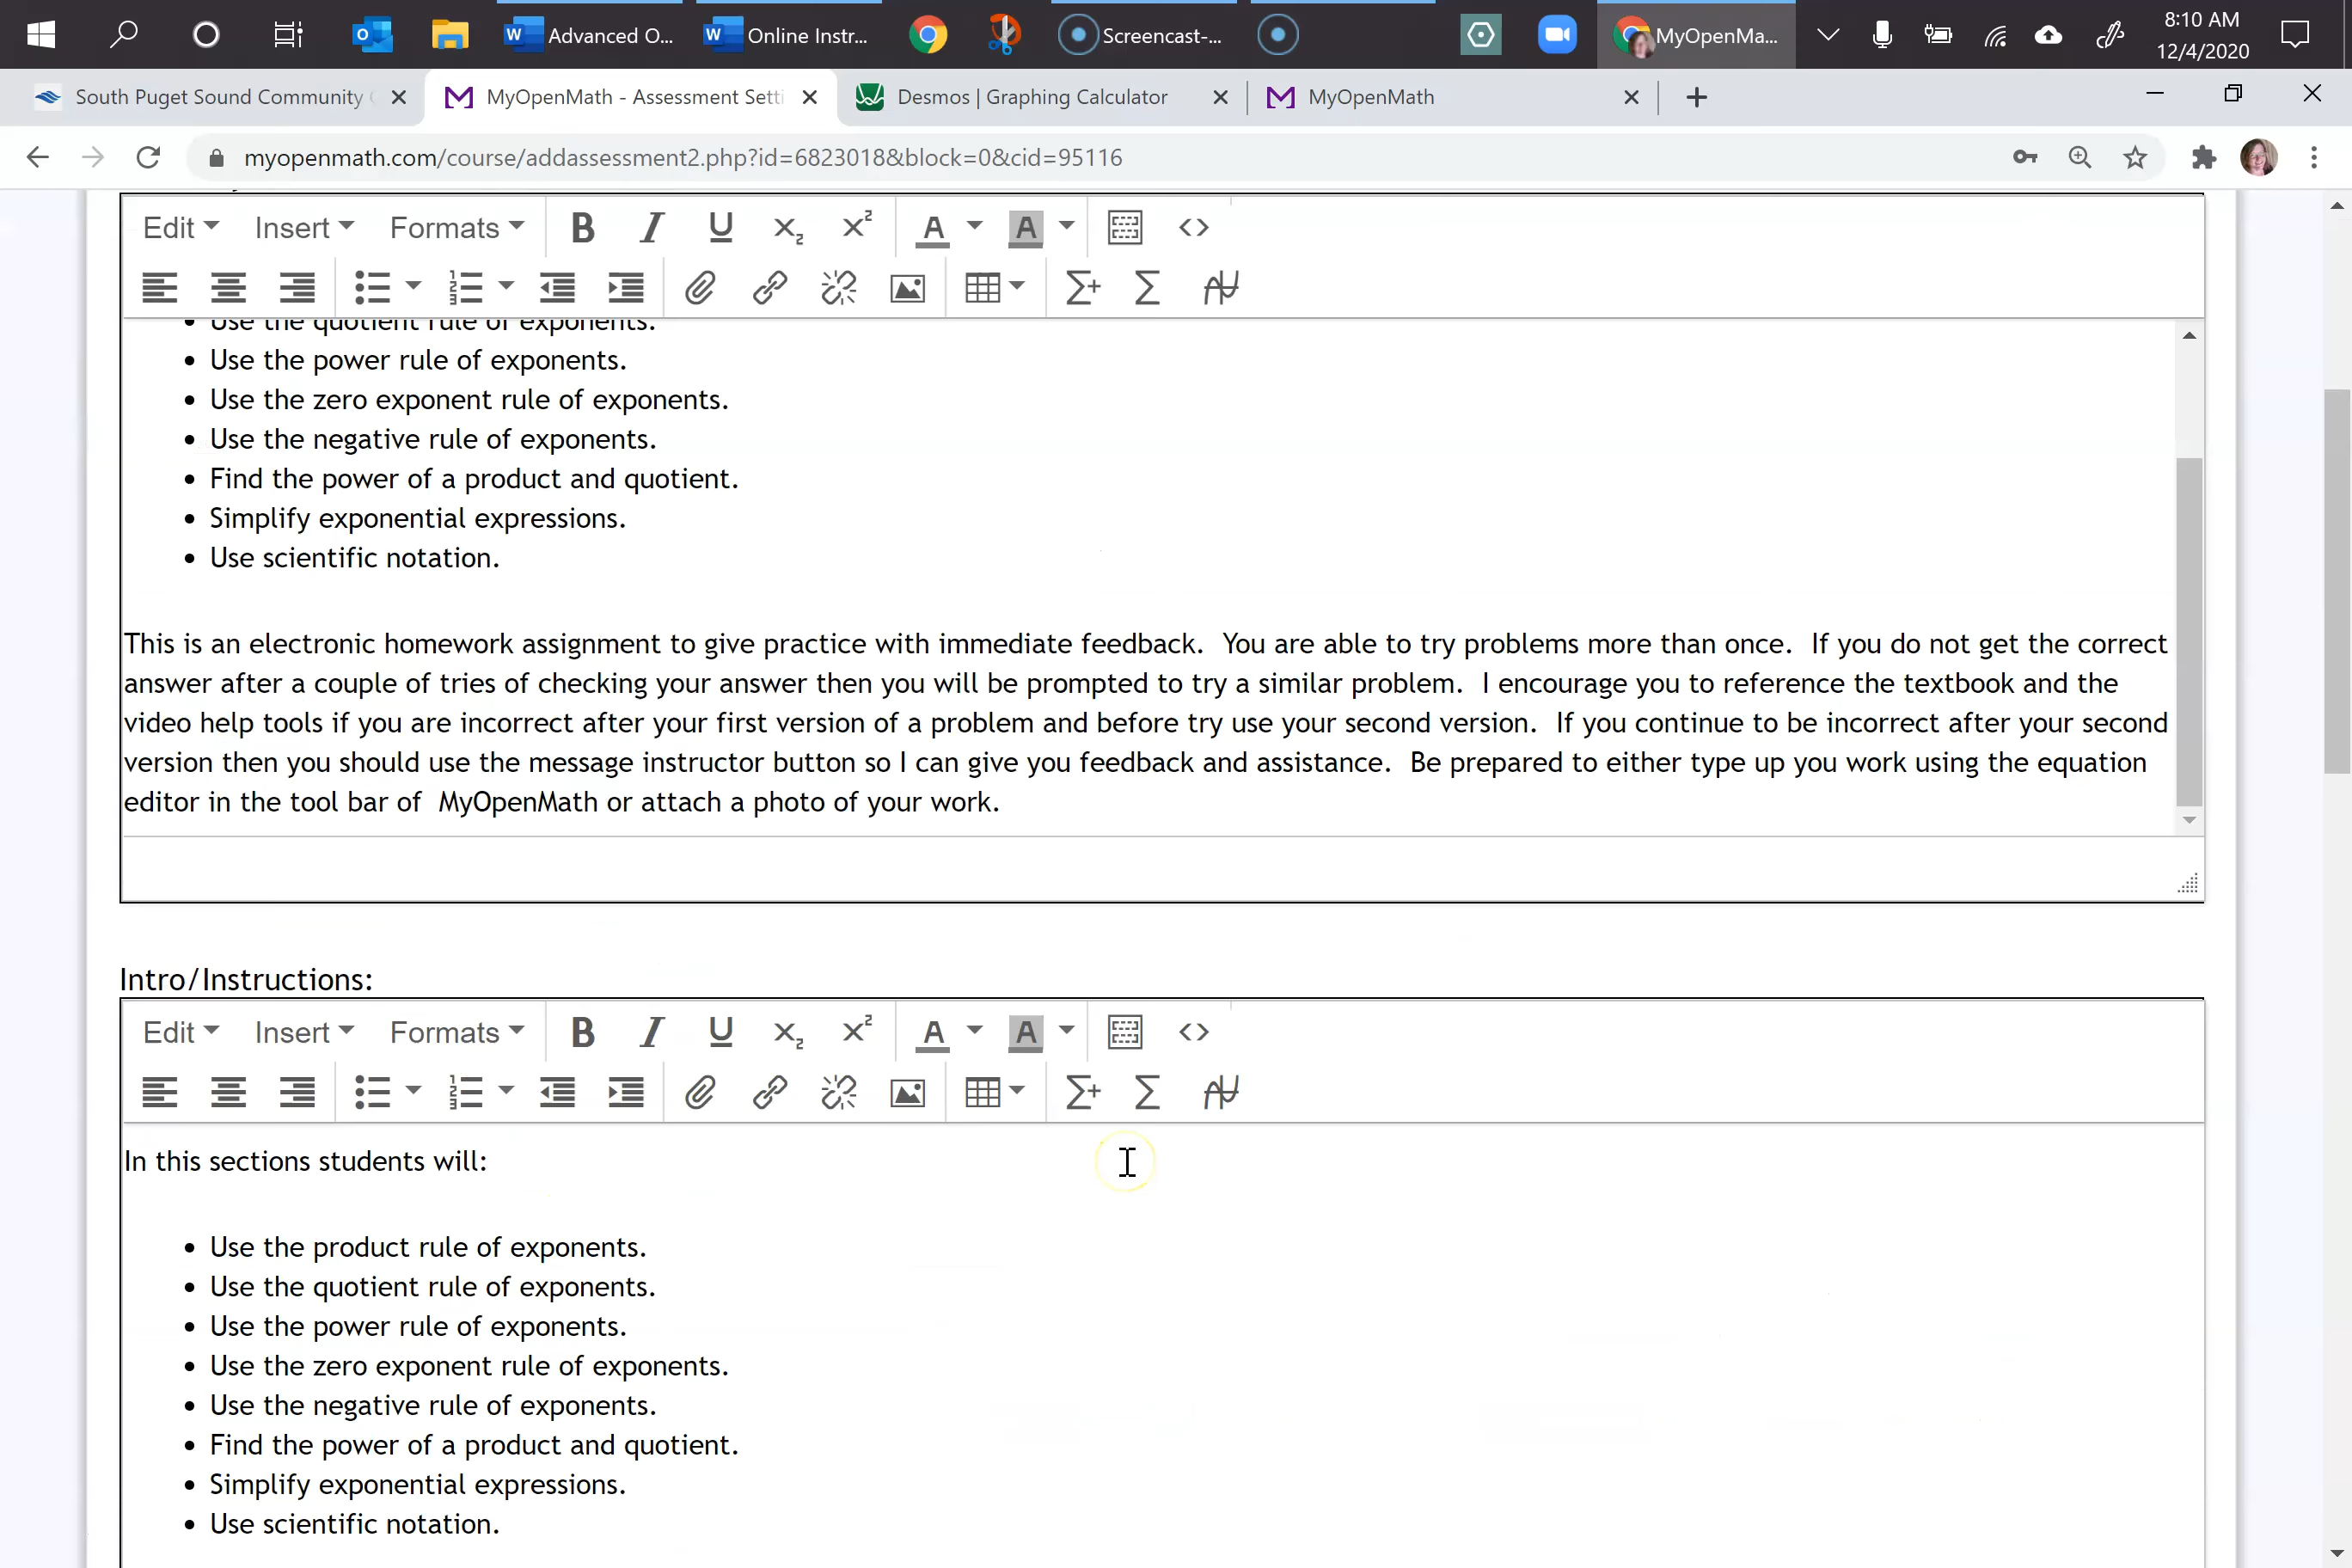 Advanced O...
Online Instr...
Screencast-...
MyOpenMa...
8:10 AM
12/4/2020
South Puget Sound Community
MyOpenMath - Assessment Setti
Desmos | Graphing Calculator
MyOpenMath
myopenmath.com/course/addassessment2.php?id=6823018&block=0&cid=95116
Edit Insert Formats B I U x₂ x² A A <>
• Use the quotient rule of exponents.
• Use the power rule of exponents.
• Use the zero exponent rule of exponents.
• Use the negative rule of exponents.
• Find the power of a product and quotient.
• Simplify exponential expressions.
• Use scientific notation.
This is an electronic homework assignment to give practice with immediate feedback.  You are able to try problems more than once.  If you do not get the correct
answer after a couple of tries of checking your answer then you will be prompted to try a similar problem.  I encourage you to reference the textbook and the
video help tools if you are incorrect after your first version of a problem and before try use your second version.  If you continue to be incorrect after your second
version then you should use the message instructor button so I can give you feedback and assistance.  Be prepared to either type up you work using the equation
editor in the tool bar of  MyOpenMath or attach a photo of your work.
Intro/Instructions:
Edit Insert Formats B I U x₂ x² A A <>
In this sections students will:
• Use the product rule of exponents.
• Use the quotient rule of exponents.
• Use the power rule of exponents.
• Use the zero exponent rule of exponents.
• Use the negative rule of exponents.
• Find the power of a product and quotient.
• Simplify exponential expressions.
• Use scientific notation.